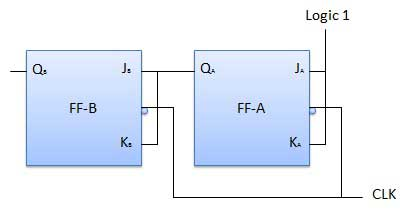 Logic 1
QB JB QA JA
FF-B FF-A
KB KA
CLK